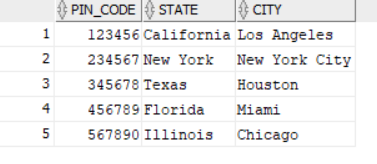 PIN_CODE STATE CITY
1 123456 California Los Angeles
2 234567 New York New York City
3 345678 Texas Houston
4 456789 Florida Miami
5 567890 Illinois Chicago